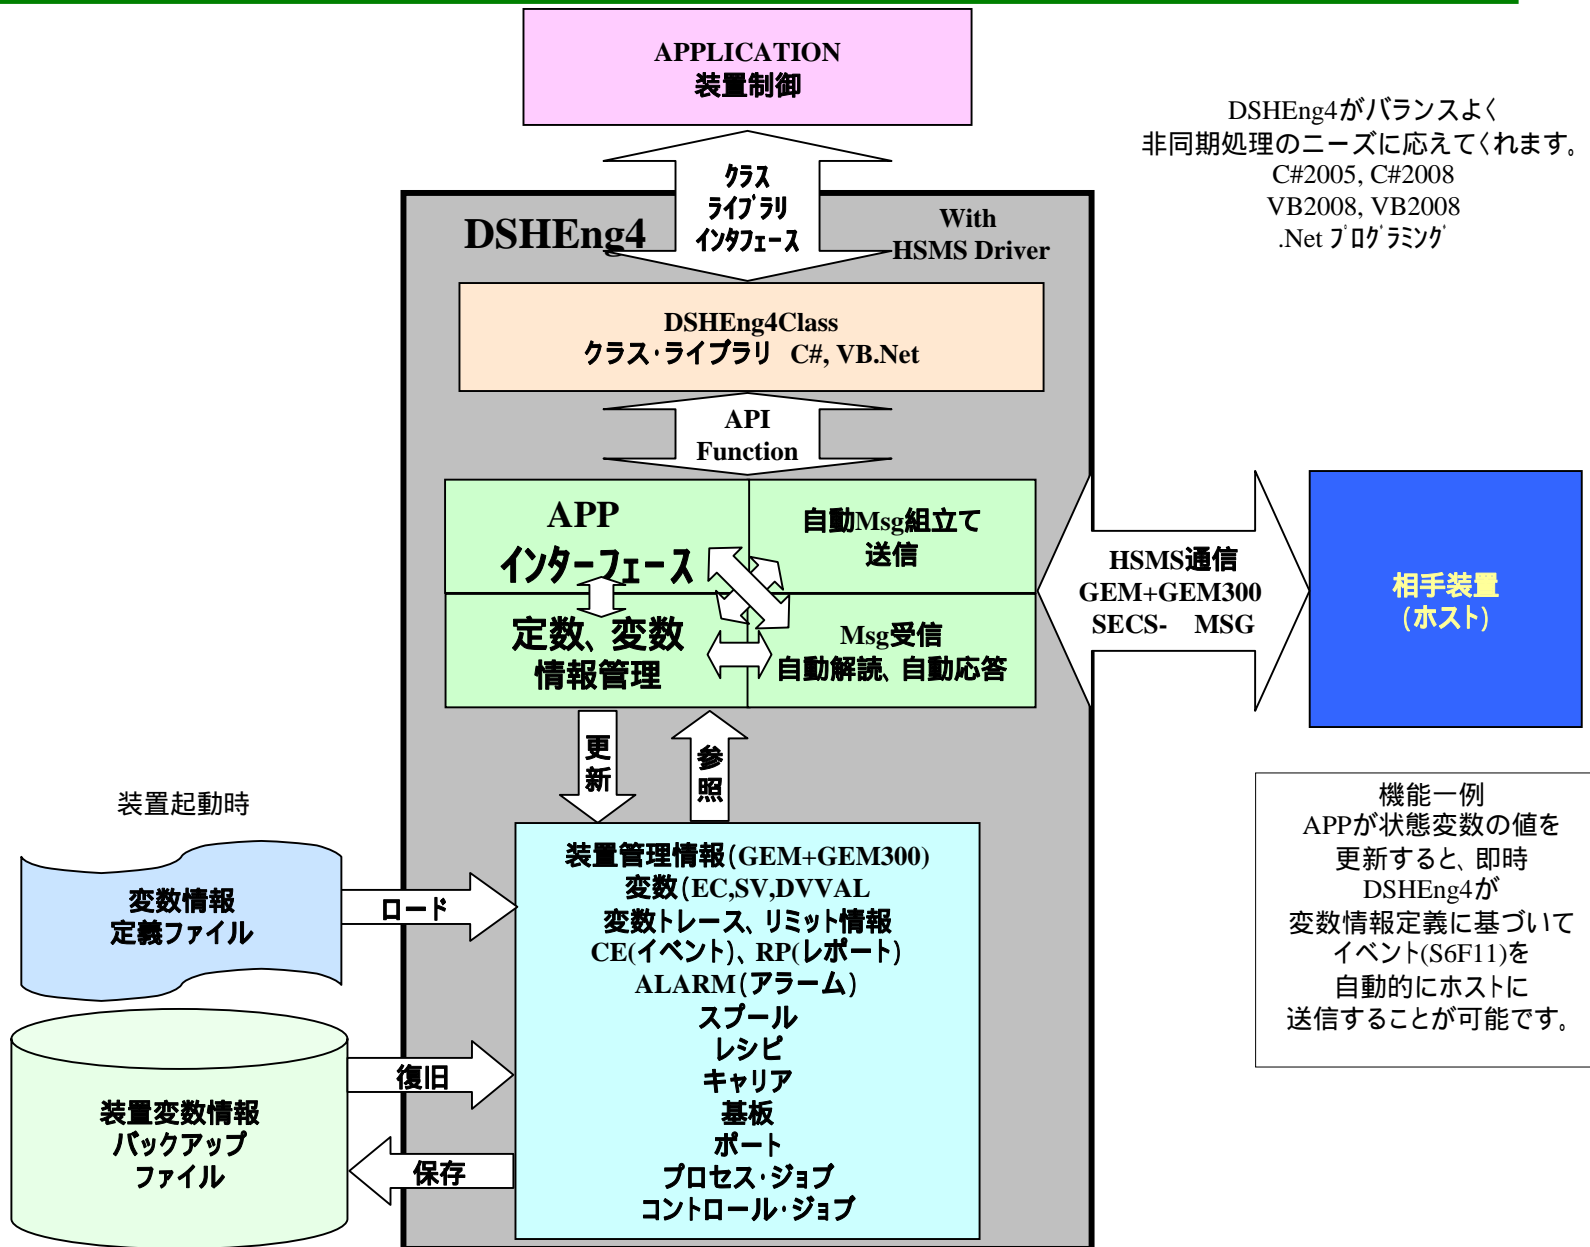 APPLICATION
装置制御
DSHEng4がバランスよく
非同期処理のニーズに応えてくれます。
C#2005, C#2008
VB2008, VB2008
.Net プログラミング
クラス
ライブラリ
インタフェース
DSHEng4
With
HSMS Driver
DSHEng4Class
クラス・ライブラリ C#, VB.Net
API
Function
APP
インターフェース
自動Msg組立て
送信
定数、変数
情報管理
Msg受信
自動解読、自動応答
HSMS通信
GEM+GEM300
SECS- MSG
相手装置
(ホスト)
更新
参照
装置起動時
変数情報
定義ファイル
ロード
装置変数情報
バックアップ
ファイル
復旧
保存
装置管理情報(GEM+GEM300)
変数(EC,SV,DVVAL
変数トレース、リミット情報
CE(イベント)、RP(レポート)
ALARM(アラーム)
スプール
レシピ
キャリア
基板
ポート
プロセス・ジョブ
コントロール・ジョブ
機能一例
APPが状態変数の値を
更新すると、即時
DSHEng4が
変数情報定義に基づいて
イベント(S6F11)を
自動的にホストに
送信することが可能です。